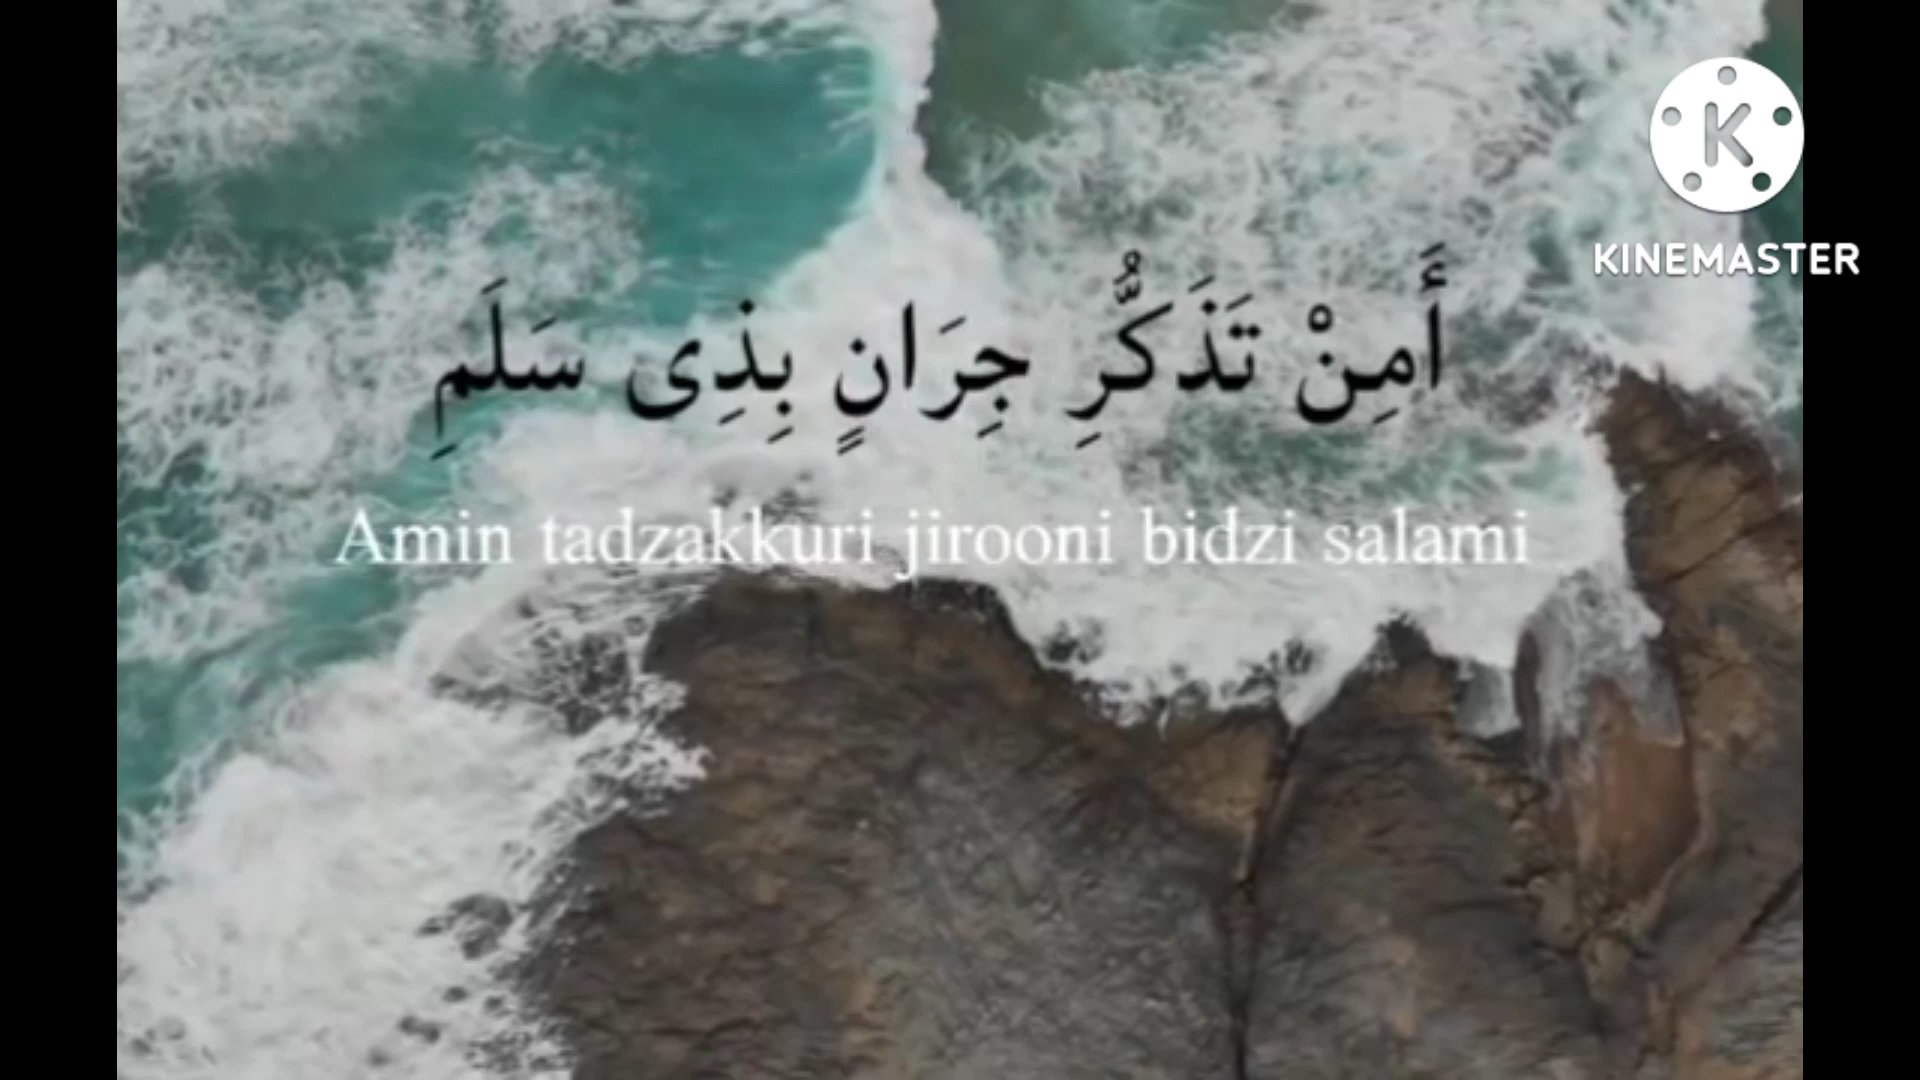 K
KINEMASTER
أَمِنْ تَذَكُّرِ جِرَانٍ بِذِى سَلَمِ
Amin tadzakkuri jirooni bidzi salami